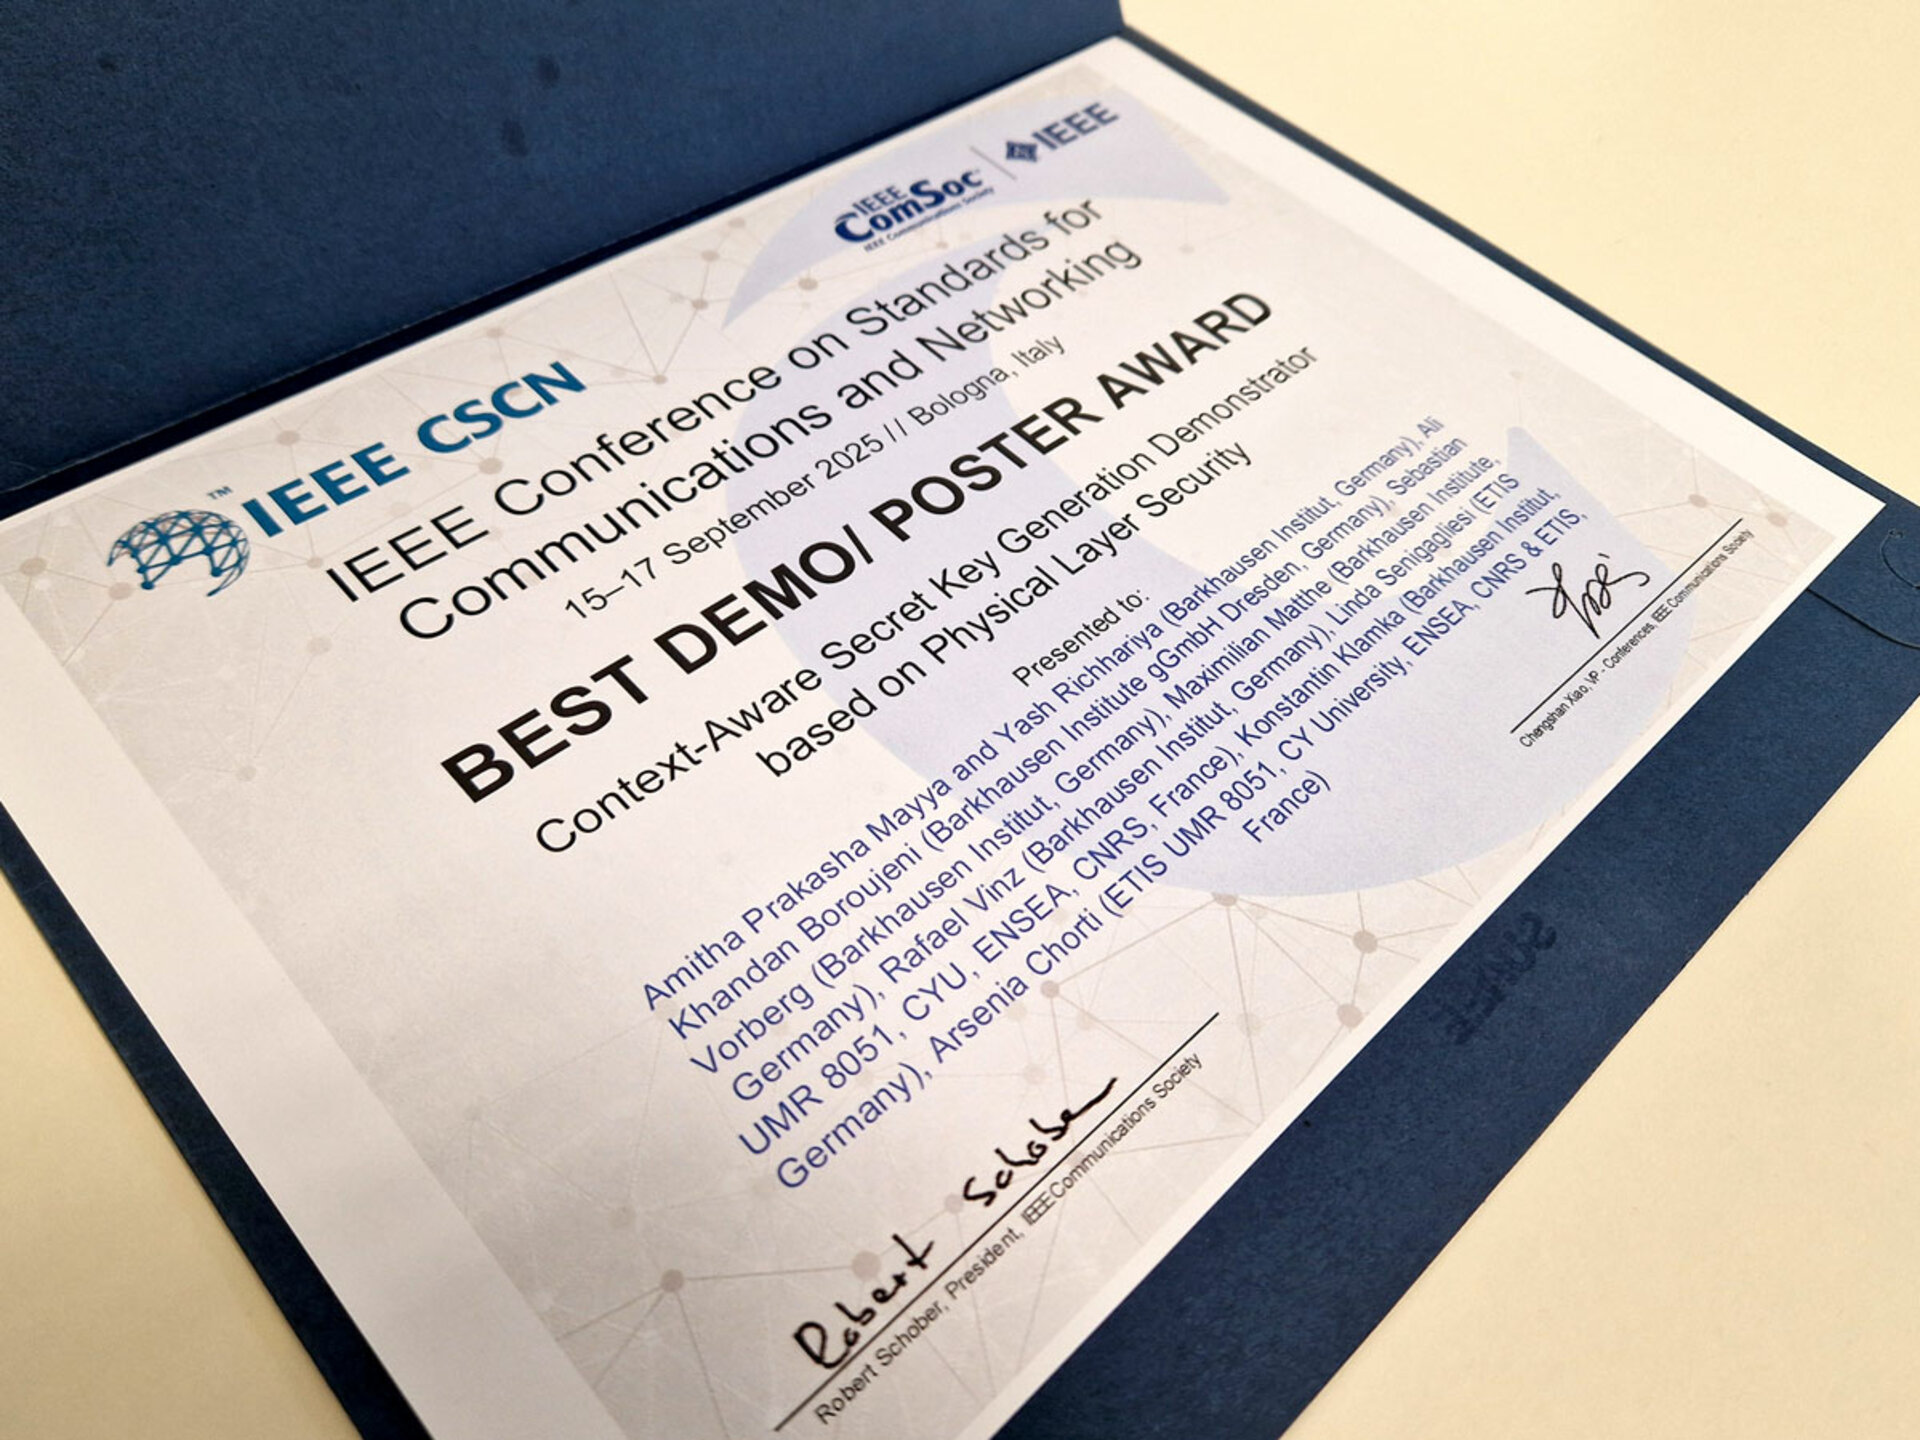 IEEE ComSoc
IEEE Communications Society
IEEE
™
IEEE CSCN
IEEE Conference on Standards for
Communications and Networking
15–17 September 2025 // Bologna, Italy
BEST DEMO/ POSTER AWARD
Context-Aware Secret Key Generation Demonstrator
based on Physical Layer Security
Presented to:
Amitha Prakasha Mayya and Yash Richhariya (Barkhausen Institut, Germany), Ali
Khandan Boroujeni (Barkhausen Institute gGmbH Dresden, Germany), Sebastian
Vorberg (Barkhausen Institut, Germany), Maximilian Matthe (Barkhausen Institute,
Germany), Rafael Vinz (Barkhausen Institut, Germany), Linda Senigagliesi (ETIS
UMR 8051, CYU, ENSEA, CNRS, France), Konstantin Klamka (Barkhausen Institut,
Germany), Arsenia Chorti (ETIS UMR 8051, CY University, ENSEA, CNRS & ETIS,
France)
Robert Schober
Robert Schober, President, IEEE Communications Society
Chengshan Xiao, VP - Conferences, IEEE Communications Society